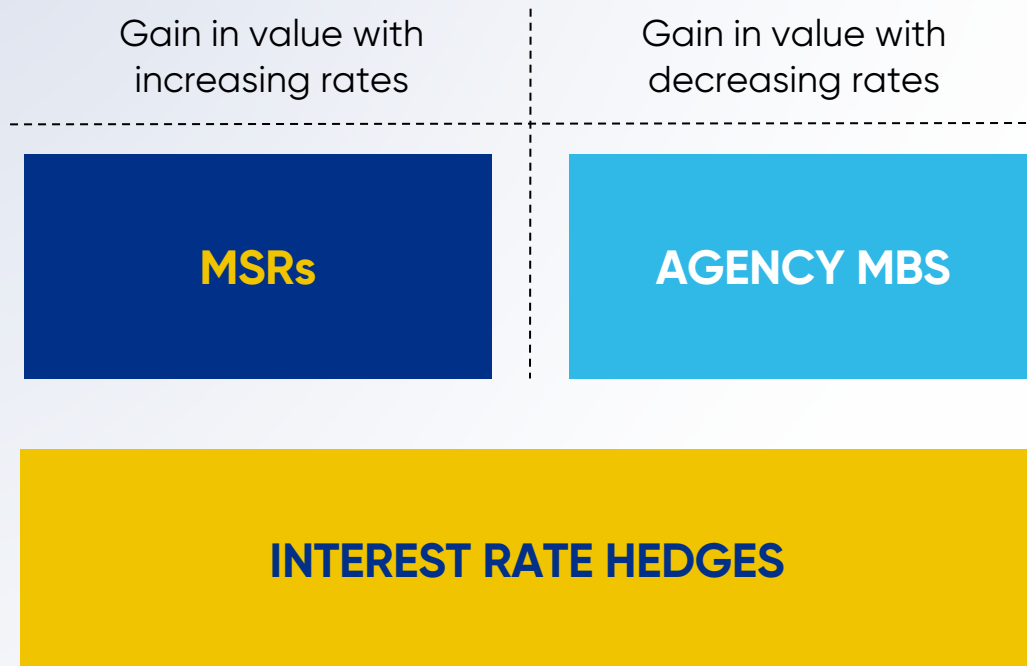 Gain in value with
increasing rates
Gain in value with
decreasing rates
MSRs
AGENCY MBS
INTEREST RATE HEDGES